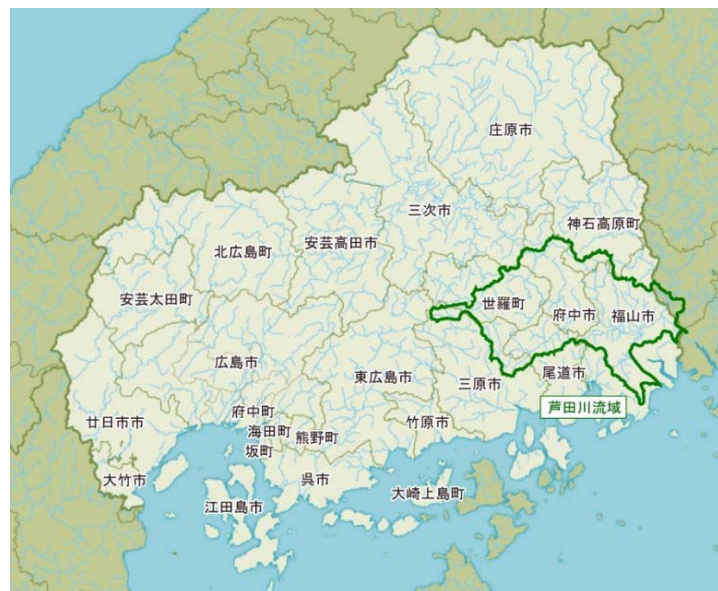 庄原市
三次市
神石高原町
安芸高田市
北広島町
安芸太田町
世羅町
府中市
福山市
広島市
東広島市
三原市
尾道市
芦田川流域
府中町
海田町
熊野町
坂町
竹原市
廿日市市
大竹市
呉市
江田島市
大崎上島町